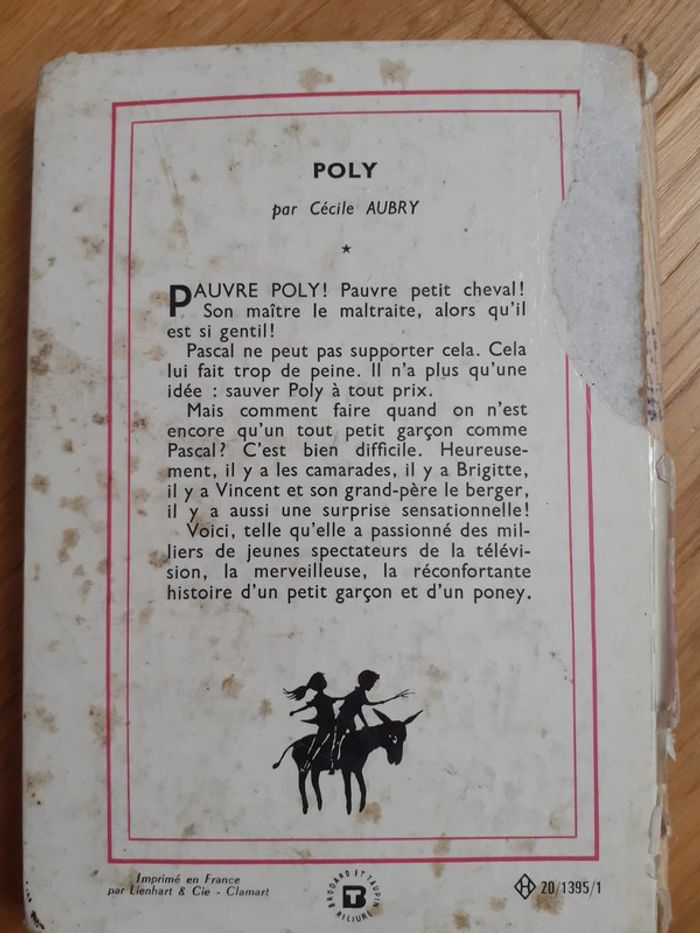 POLY
par Cécile AUBRY
★
PAUVRE POLY! Pauvre petit cheval!
Son maître le maltraite, alors qu'il
est si gentil!
Pascal ne peut pas supporter cela. Cela
lui fait trop de peine. Il n'a plus qu'une
idée : sauver Poly à tout prix.
Mais comment faire quand on n'est
encore qu'un tout petit garçon comme
Pascal? C'est bien difficile. Heureuse-
ment, il y a les camarades, il y a Brigitte,
il y a Vincent et son grand-père le berger,
il y a aussi une surprise sensationnelle!
Voici, telle qu'elle a passionné des mil-
liers de jeunes spectateurs de la télévi-
sion, la merveilleuse, la réconfortante
histoire d'un petit garçon et d'un poney.
Imprimé en France
par Lienhart & Cie - Clamart
BRODARD ET TAUPIN
BT
RELIURE
H 20/1395/1